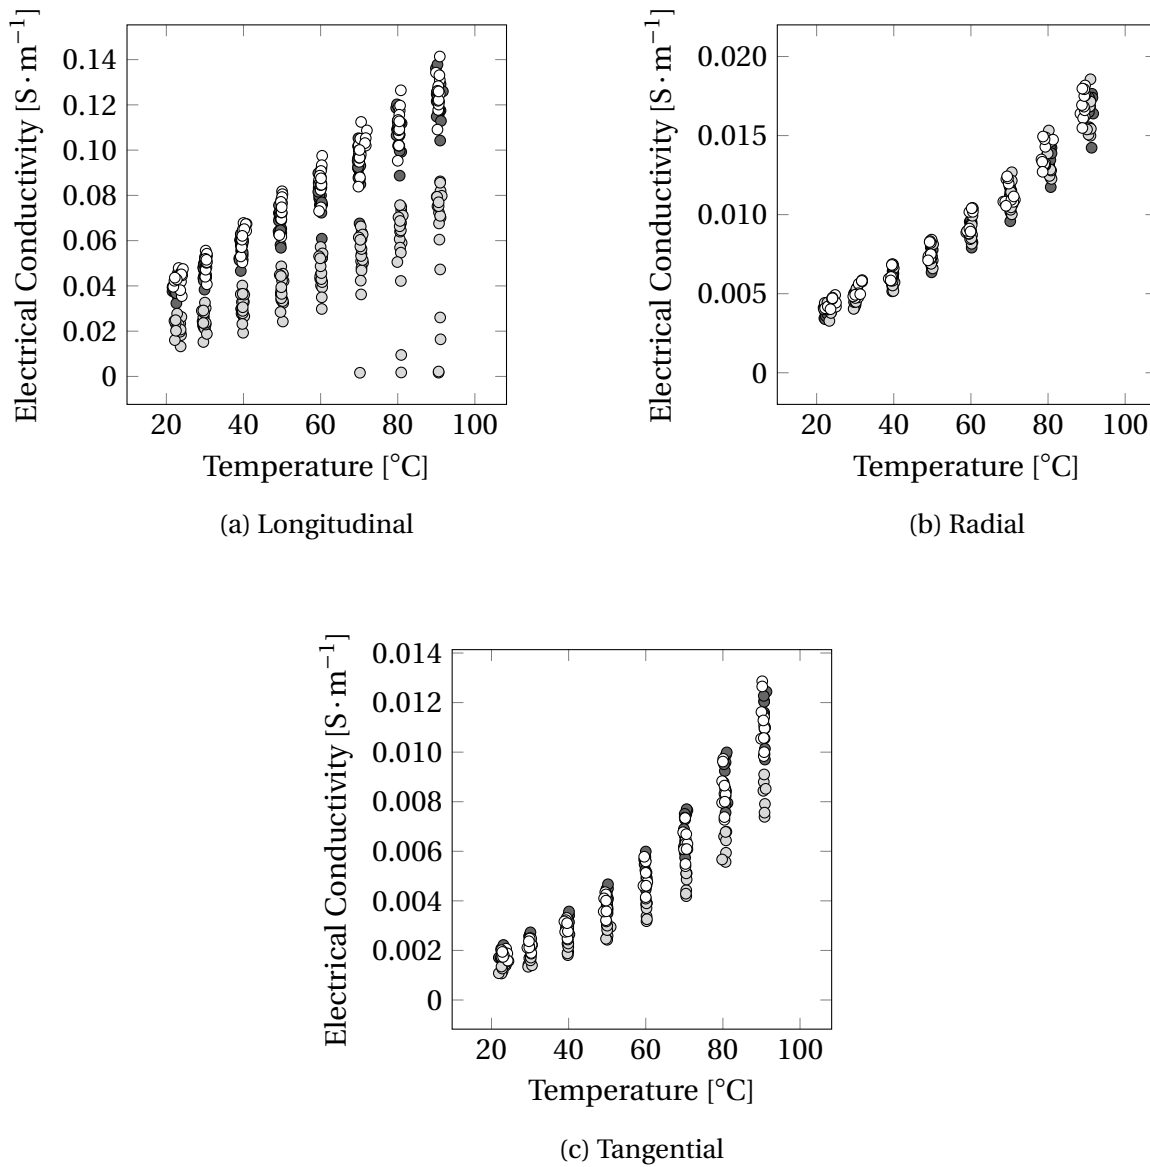 Electrical Conductivity [S·m⁻¹]
0.14
0.12
0.10
0.08
0.06
0.04
0.02
0
20 40 60 80 100
Temperature [°C]
(a) Longitudinal
Electrical Conductivity [S·m⁻¹]
0.020
0.015
0.010
0.005
0
20 40 60 80 100
Temperature [°C]
(b) Radial
Electrical Conductivity [S·m⁻¹]
0.014
0.012
0.010
0.008
0.006
0.004
0.002
0
20 40 60 80 100
Temperature [°C]
(c) Tangential